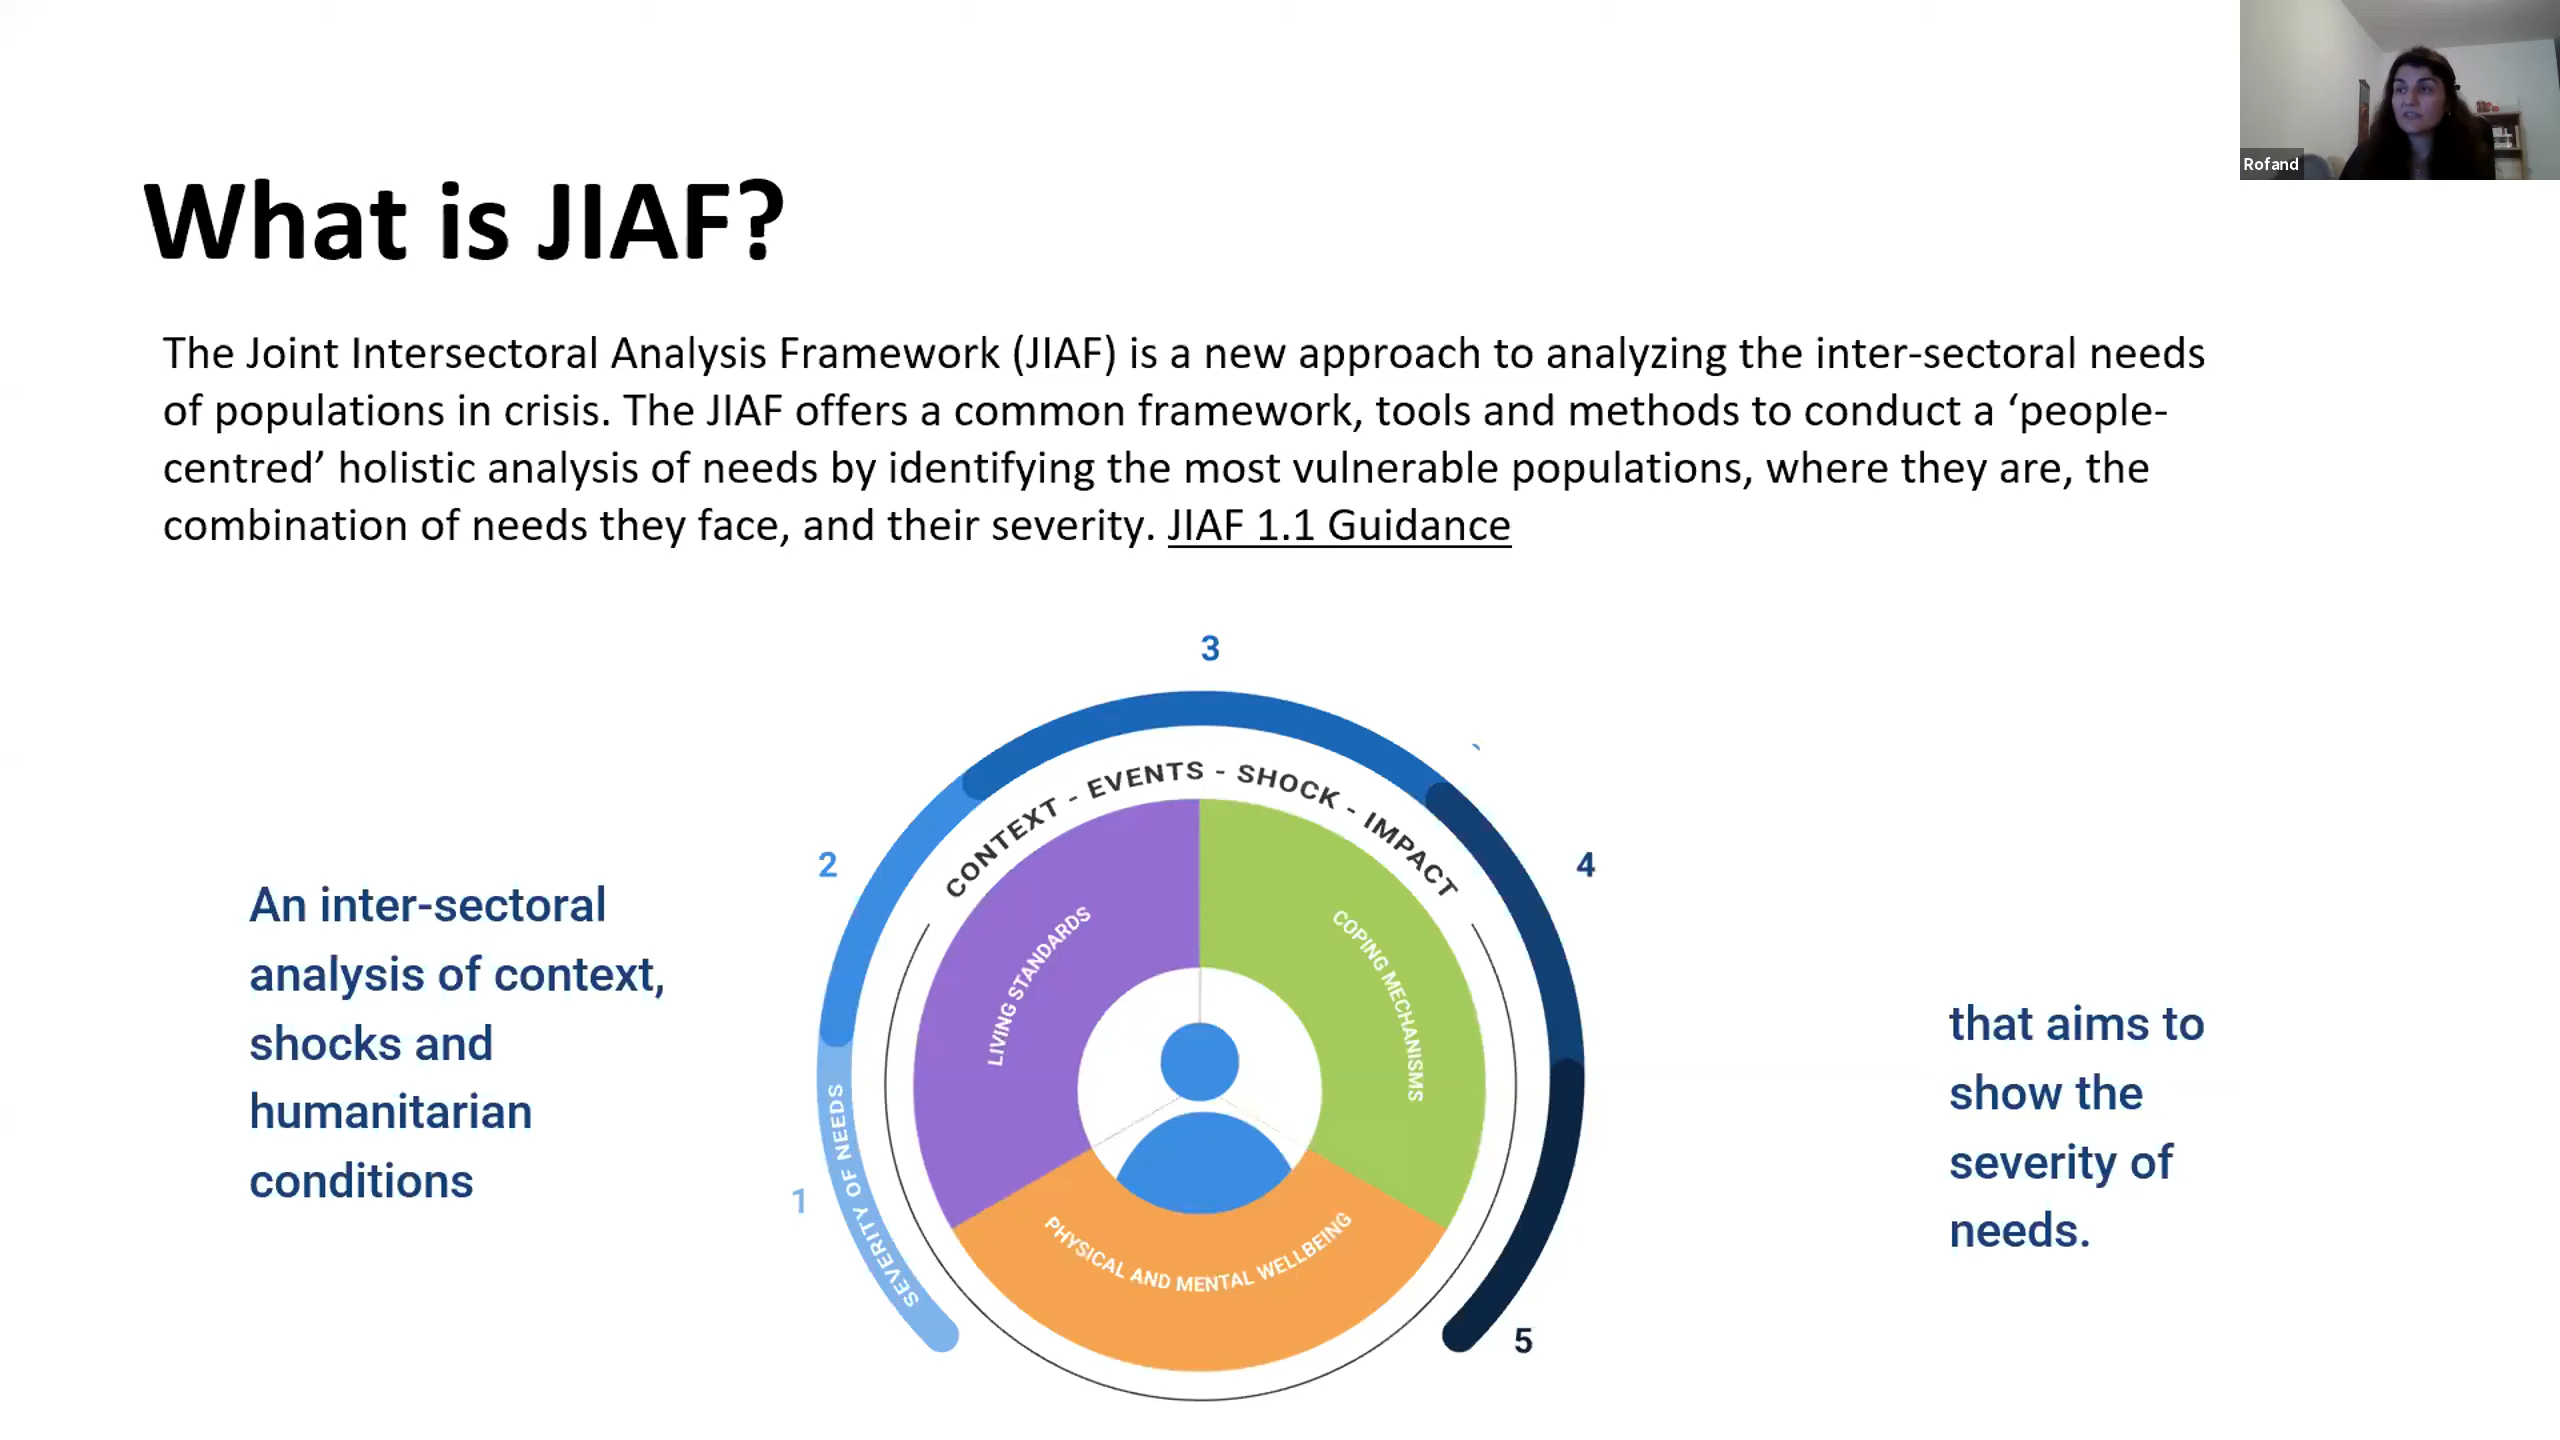 Rofand
What is JIAF?
The Joint Intersectoral Analysis Framework (JIAF) is a new approach to analyzing the inter-sectoral needs
of populations in crisis. The JIAF offers a common framework, tools and methods to conduct a ‘people-
centred’ holistic analysis of needs by identifying the most vulnerable populations, where they are, the
combination of needs they face, and their severity. JIAF 1.1 Guidance
An inter-sectoral
analysis of context,
shocks and
humanitarian
conditions
1
2
3
4
5
SEVERITY OF NEEDS
CONTEXT - EVENTS - SHOCK - IMPACT
LIVING STANDARDS
COPING MECHANISMS
PHYSICAL AND MENTAL WELLBEING
that aims to
show the
severity of
needs.